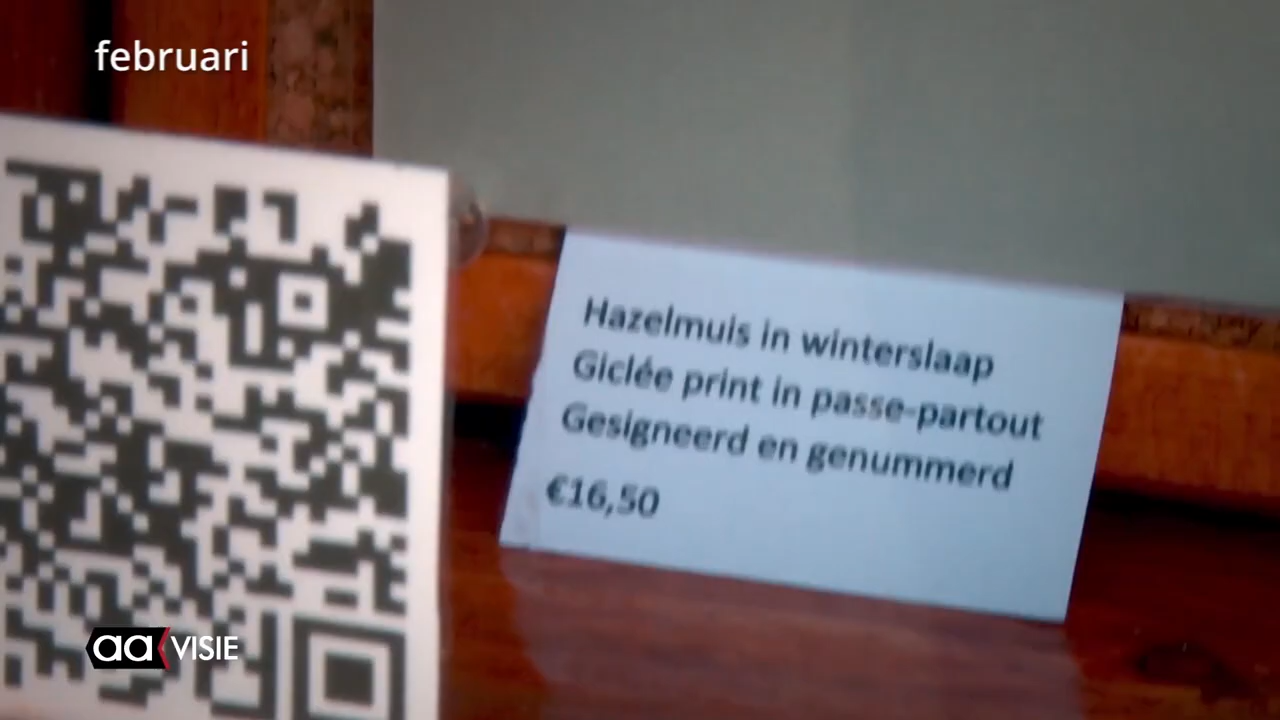 februari
Hazelmuis in winterslaap
Giclée print in passe-partout
Gesigneerd en genummerd
€16,50
aa VISIE